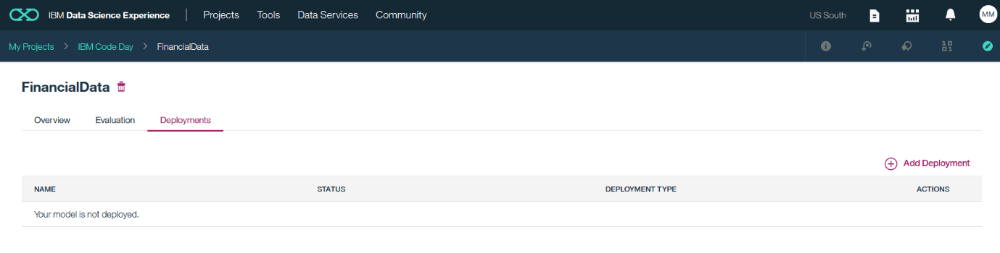 IBM Data Science Experience Projects Tools Data Services Community US South MM
My Projects > IBM Code Day > FinancialData
FinancialData
Overview Evaluation Deployments
Add Deployment
NAME STATUS DEPLOYMENT TYPE ACTIONS
Your model is not deployed.